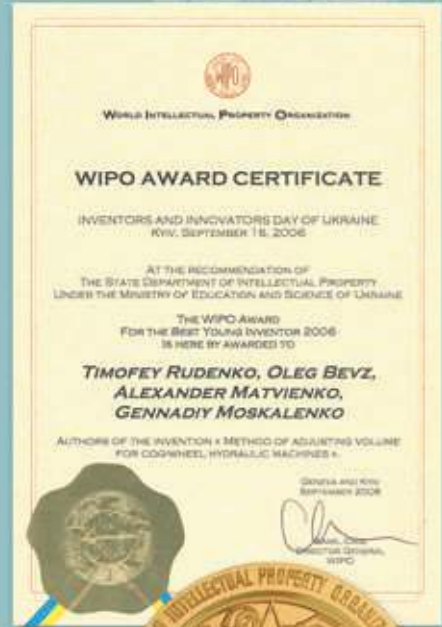 WIPO
WORLD INTELLECTUAL PROPERTY ORGANIZATION
WIPO AWARD CERTIFICATE
INVENTORS AND INNOVATORS DAY OF UKRAINE
KYIV, SEPTEMBER 16, 2006
AT THE RECOMMENDATION OF
THE STATE DEPARTMENT OF INTELLECTUAL PROPERTY
UNDER THE MINISTRY OF EDUCATION AND SCIENCE OF UKRAINE
THE WIPO AWARD
FOR THE BEST YOUNG INVENTOR 2006
IS HERE BY AWARDED TO
TIMOFEY RUDENKO, OLEG BEVZ,
ALEXANDER MATVIENKO,
GENNADIY MOSKALENKO
AUTHORS OF THE INVENTION « METHOD OF ADJUSTING VOLUME
FOR COGWHEEL HYDRAULIC MACHINES ».
GENEVA AND KYIV
SEPTEMBER 2006
DIRECTOR GENERAL
WIPO
INTELLECTUAL PROPERTY